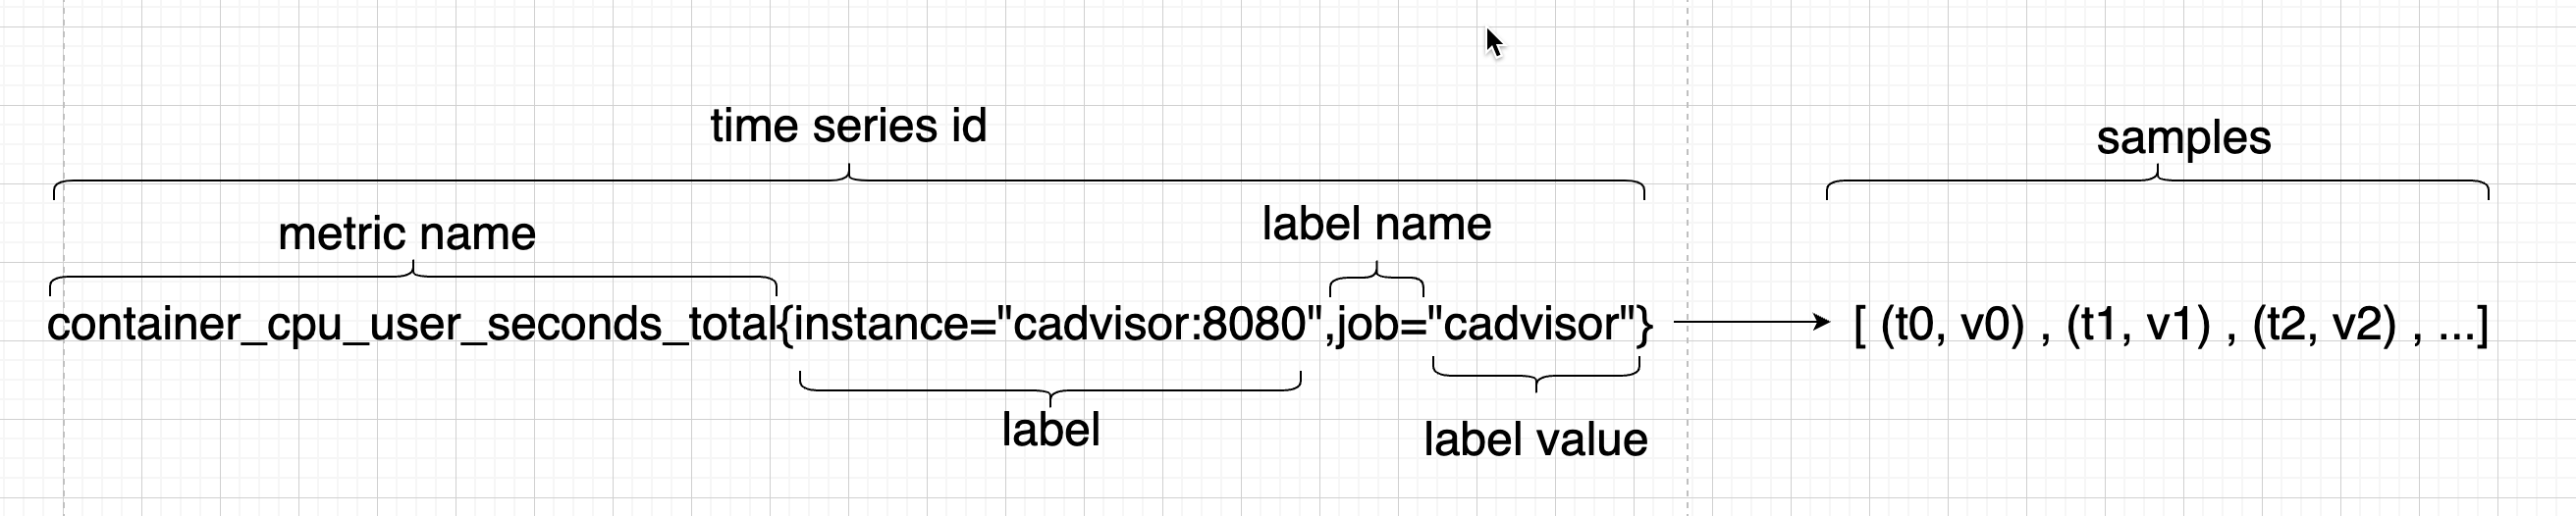 time series id
samples
metric name
label name
container_cpu_user_seconds_total{instance="cadvisor:8080",job="cadvisor"}
[ (t0, v0) , (t1, v1) , (t2, v2) , ...]
label
label value